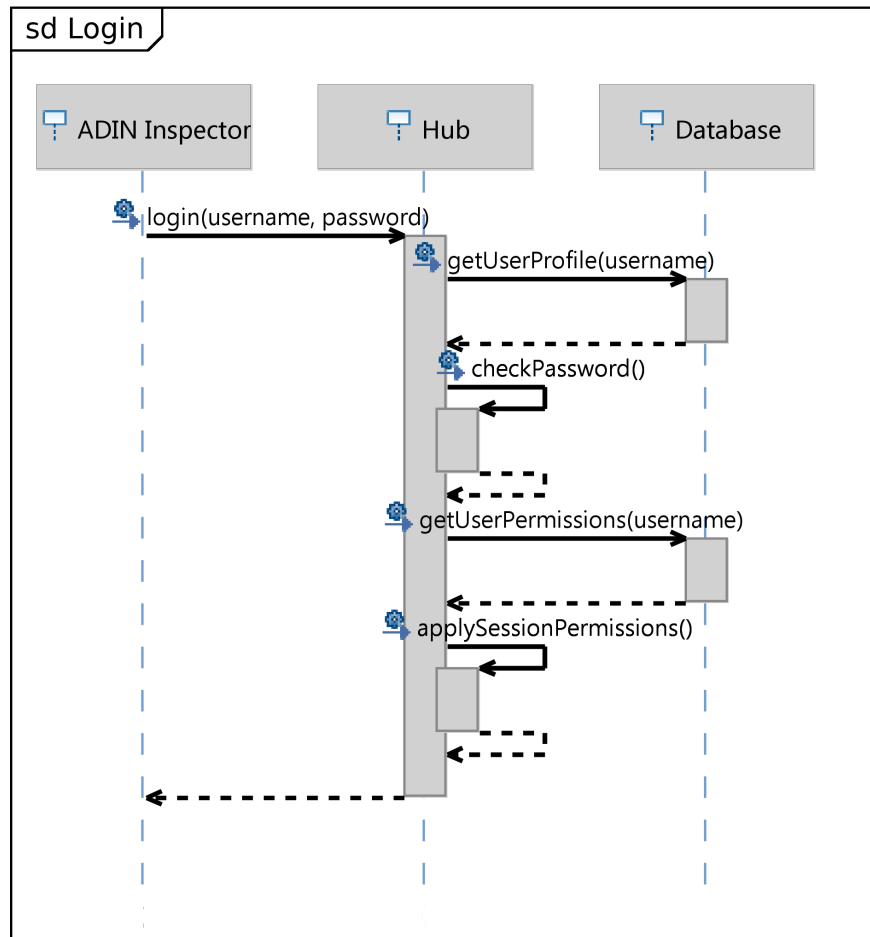 sd Login
ADIN Inspector
Hub
Database
login(username, password)
getUserProfile(username)
checkPassword()
getUserPermissions(username)
applySessionPermissions()